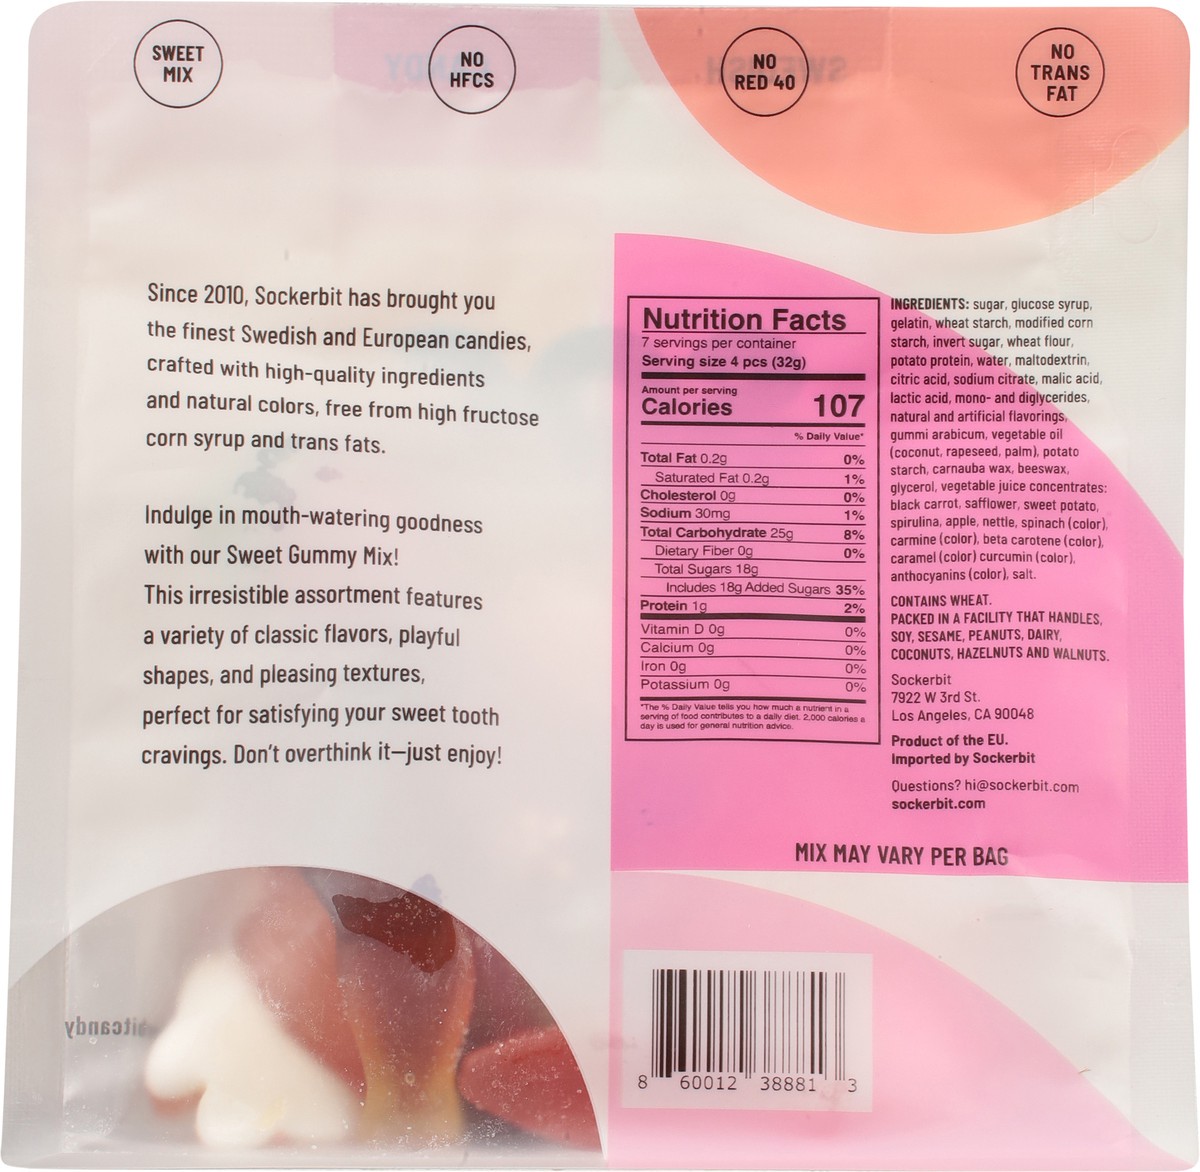 SWEET
MIX
NO
HFCS
NO
RED 40
NO
TRANS
FAT
Since 2010, Sockerbit has brought you
the finest Swedish and European candies,
crafted with high-quality ingredients
and natural colors, free from high fructose
corn syrup and trans fats.
Indulge in mouth-watering goodness
with our Sweet Gummy Mix!
This irresistible assortment features
a variety of classic flavors, playful
shapes, and pleasing textures,
perfect for satisfying your sweet tooth
cravings. Don't overthink it—just enjoy!
Nutrition Facts
7 servings per container
Serving size 4 pcs (32g)
Amount per serving
Calories 107
% Daily Value*
Total Fat 0.2g 0%
Saturated Fat 0.2g 1%
Cholesterol 0g 0%
Sodium 30mg 1%
Total Carbohydrate 25g 8%
Dietary Fiber 0g 0%
Total Sugars 18g
Includes 18g Added Sugars 35%
Protein 1g 2%
Vitamin D 0g 0%
Calcium 0g 0%
Iron 0g 0%
Potassium 0g 0%
*The % Daily Value tells you how much a nutrient in a
serving of food contributes to a daily diet. 2,000 calories a
day is used for general nutrition advice.
INGREDIENTS: sugar, glucose syrup,
gelatin, wheat starch, modified corn
starch, invert sugar, wheat flour,
potato protein, water, maltodextrin,
citric acid, sodium citrate, malic acid,
lactic acid, mono- and diglycerides,
natural and artificial flavorings,
gummi arabicum, vegetable oil
(coconut, rapeseed, palm), potato
starch, carnauba wax, beeswax,
glycerol, vegetable juice concentrates:
black carrot, safflower, sweet potato,
spirulina, apple, nettle, spinach (color),
carmine (color), beta carotene (color),
caramel (color) curcumin (color),
anthocyanins (color), salt.
CONTAINS WHEAT.
PACKED IN A FACILITY THAT HANDLES,
SOY, SESAME, PEANUTS, DAIRY,
COCONUTS, HAZELNUTS AND WALNUTS.
Sockerbit
7922 W 3rd St.
Los Angeles, CA 90048
Product of the EU.
Imported by Sockerbit
Questions? hi@sockerbit.com
sockerbit.com
MIX MAY VARY PER BAG
8 60012 38881 3